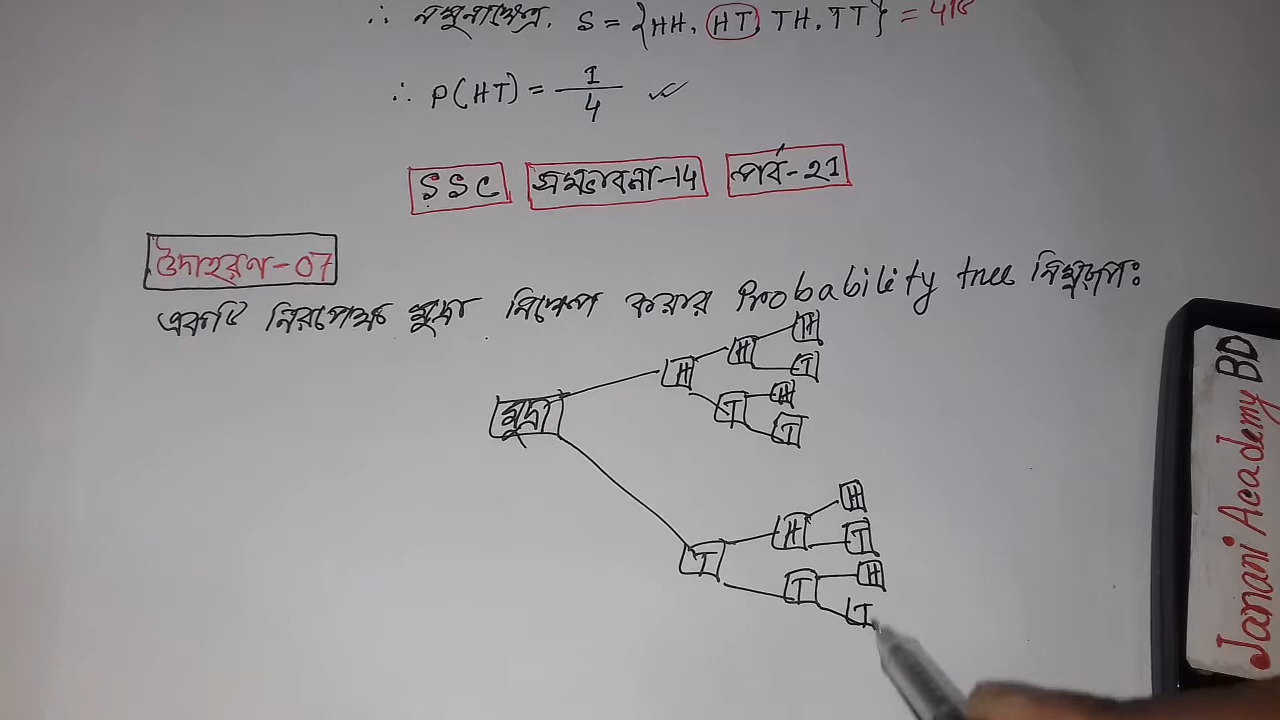 ∴ নমুনাক্ষেত্র, S = {HH, HT, TH, TT} = 4টি
∴ P(HT) = 1/4
SSC সম্ভাবনা-14 পর্ব-21
উদাহরণ-07
একটি নিরপেক্ষ মুদ্রা নিক্ষেপ করার Probability tree নিম্নরূপঃ
H
H H
T
মুদ্রা T H
T
H
H T
T T H
T
Janani Academy BD